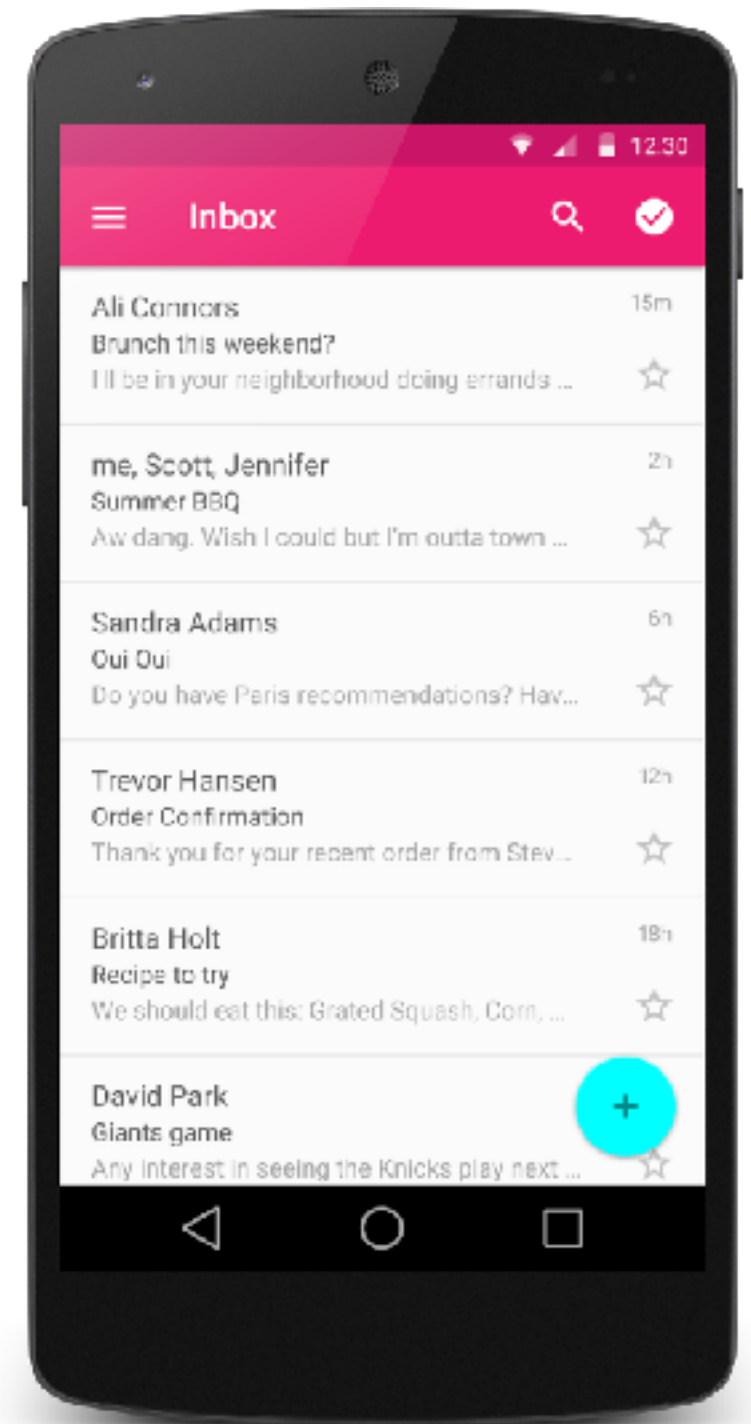 12:30
Inbox
Ali Connors 15m
Brunch this weekend?
I'll be in your neighborhood doing errands ...
me, Scott, Jennifer 2h
Summer BBQ
Aw dang. Wish I could but I'm outta town ...
Sandra Adams 6h
Oui Oui
Do you have Paris recommendations? Hav...
Trevor Hansen 12h
Order Confirmation
Thank you for your recent order from Stev...
Britta Holt 18h
Recipe to try
We should eat this: Grated Squash, Corn, ...
David Park
Giants game
Any interest in seeing the Knicks play next ...